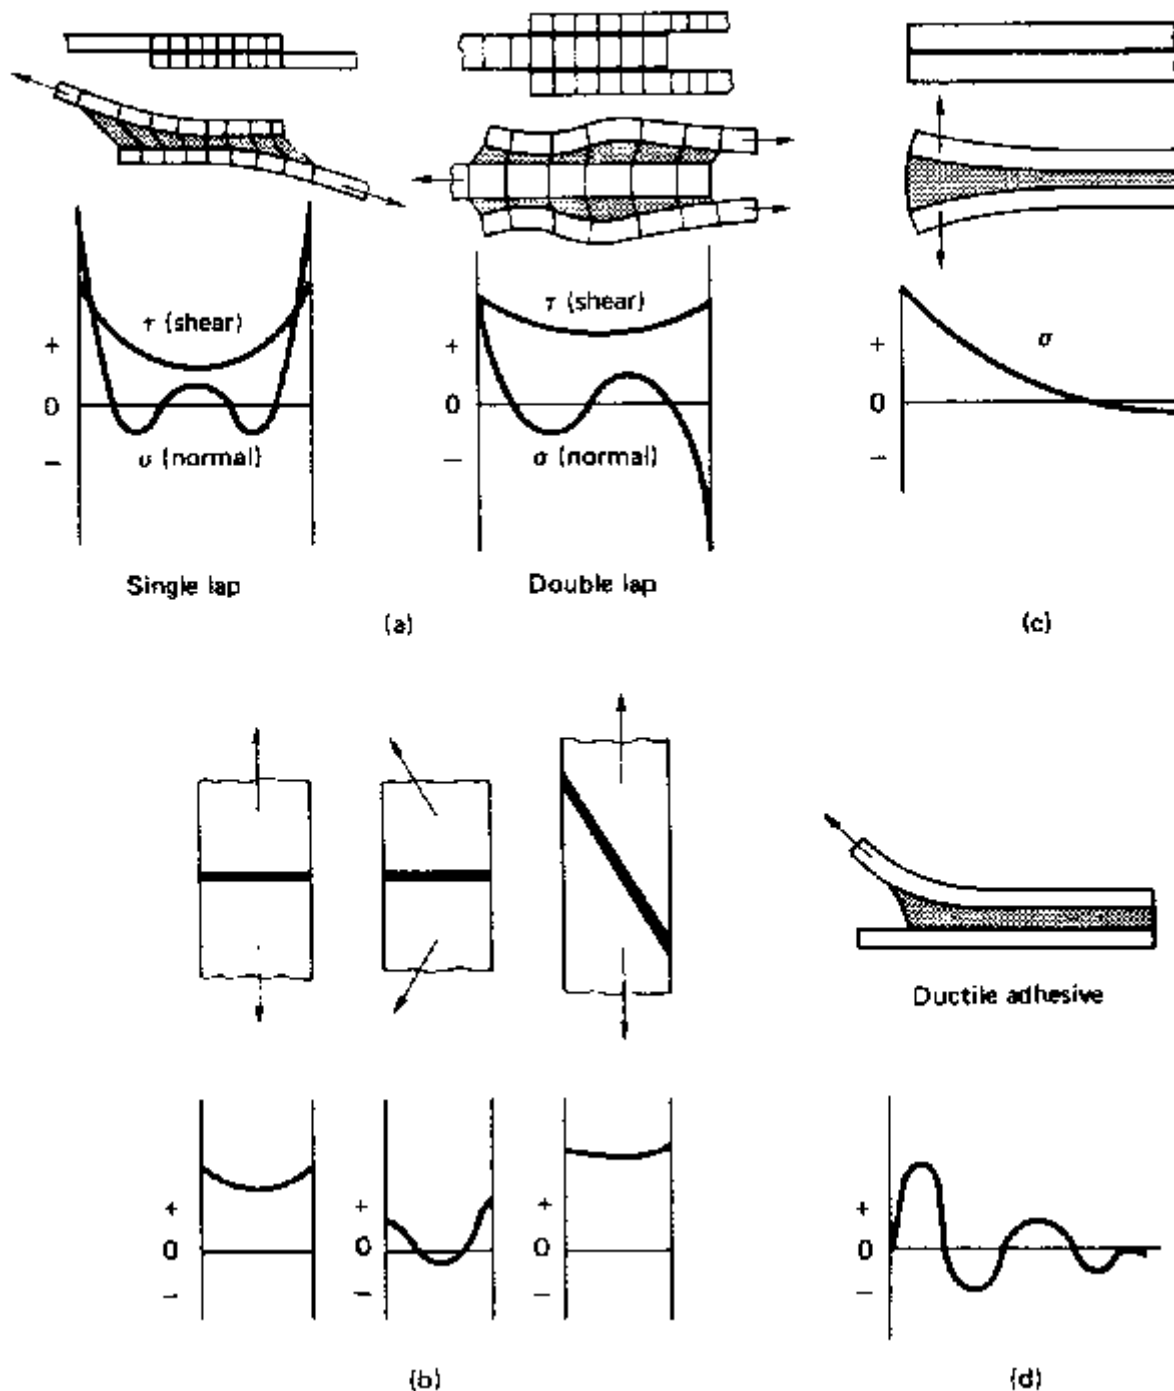 τ (shear)
+
0
σ (normal)
−
Single lap
τ (shear)
+
0
σ (normal)
−
Double lap
(a)
σ
+
0
−
(c)
+
0
−
+
0
−
+
0
−
(b)
Ductile adhesive
+
0
−
(d)